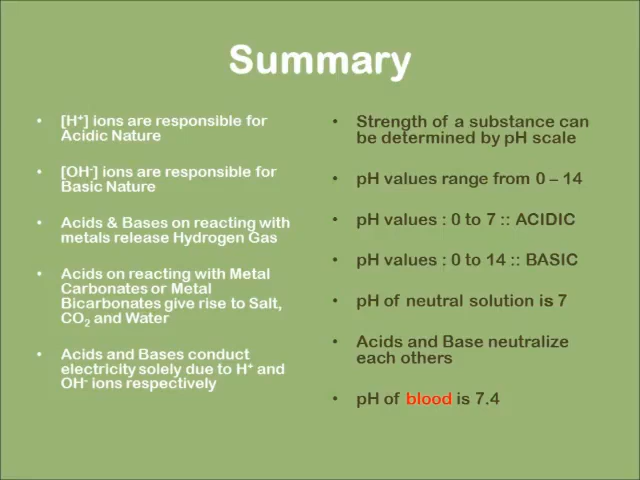 Summary
• [H⁺] ions are responsible for
Acidic Nature
• [OH⁻] ions are responsible for
Basic Nature
• Acids & Bases on reacting with
metals release Hydrogen Gas
• Acids on reacting with Metal
Carbonates or Metal
Bicarbonates give rise to Salt,
CO₂ and Water
• Acids and Bases conduct
electricity solely due to H⁺ and
OH⁻ ions respectively
• Strength of a substance can
be determined by pH scale
• pH values range from 0 – 14
• pH values : 0 to 7 :: ACIDIC
• pH values : 0 to 14 :: BASIC
• pH of neutral solution is 7
• Acids and Base neutralize
each others
• pH of blood is 7.4